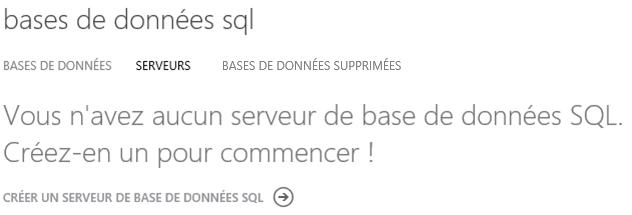 bases de données sql
BASES DE DONNÉES SERVEURS BASES DE DONNÉES SUPPRIMÉES
Vous n'avez aucun serveur de base de données SQL.
Créez-en un pour commencer !
CRÉER UN SERVEUR DE BASE DE DONNÉES SQL